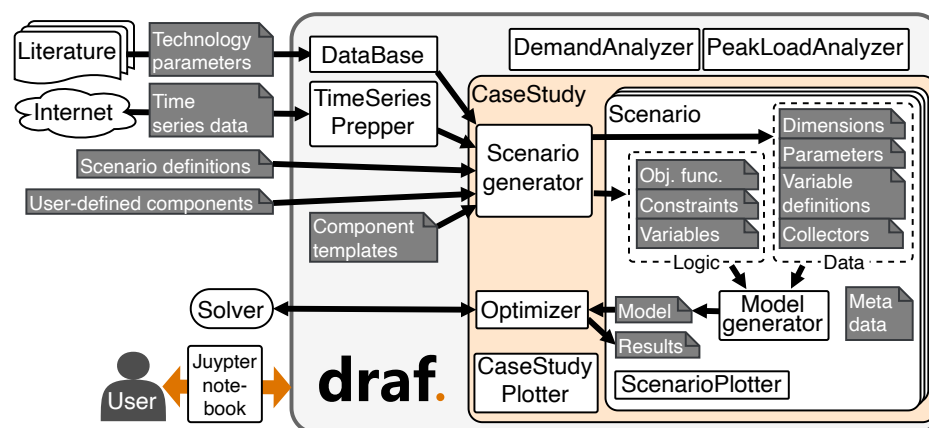 Literature
Technology
parameters
DataBase
DemandAnalyzer
PeakLoadAnalyzer
Internet
Time
series data
TimeSeries
Prepper
CaseStudy
Scenario
Scenario
generator
Dimensions
Parameters
Variable
definitions
Collectors
Data
Obj. func.
Constraints
Variables
Logic
Scenario definitions
User-defined components
Component
templates
Solver
Optimizer
Model
Results
Model
generator
Meta
data
CaseStudy
Plotter
ScenarioPlotter
User
Juypter
note-
book
draf.